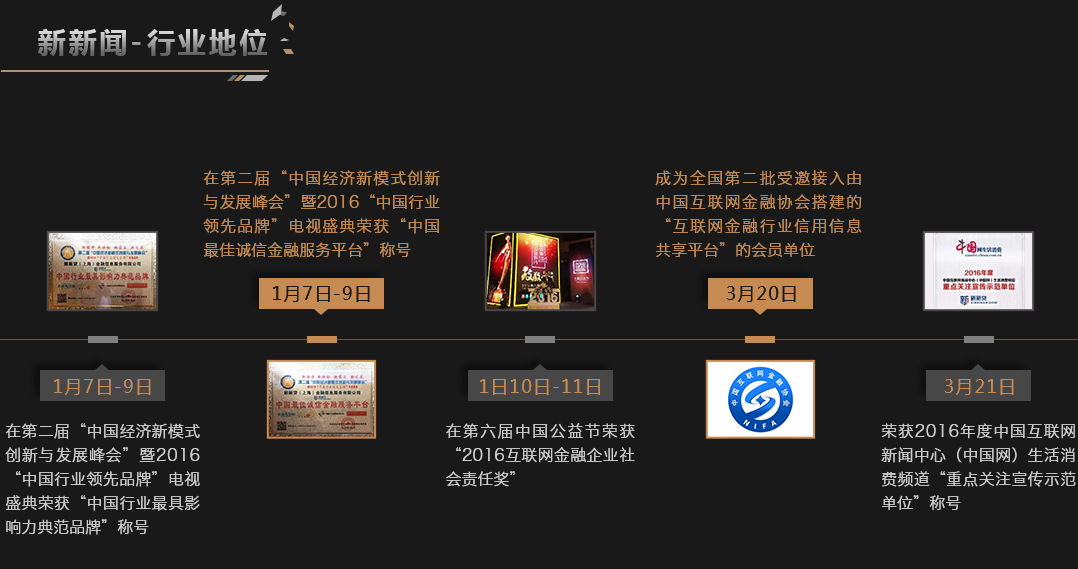 新新闻-行业地位
在第二届“中国经济新模式创新
与发展峰会”暨2016“中国行业
领先品牌”电视盛典荣获“中国
最佳诚信金融服务平台”称号
1月7日-9日
成为全国第二批受邀接入由
中国互联网金融协会搭建的
“互联网金融行业信用信息
共享平台”的会员单位
3月20日
中国行业最具影响力典范品牌
2016
中国网生活消费
2016年度
重点关注宣传示范单位
新新贷
1月7日-9日
在第二届“中国经济新模式
创新与发展峰会”暨2016
“中国行业领先品牌”电视
盛典荣获“中国行业最具影
响力典范品牌”称号
中国最佳诚信金融服务平台
1日10日-11日
在第六届中国公益节荣获
“2016互联网金融企业社
会责任奖”
中国互联网金融协会
NIFA
3月21日
荣获2016年度中国互联网
新闻中心（中国网）生活消
费频道“重点关注宣传示范
单位”称号